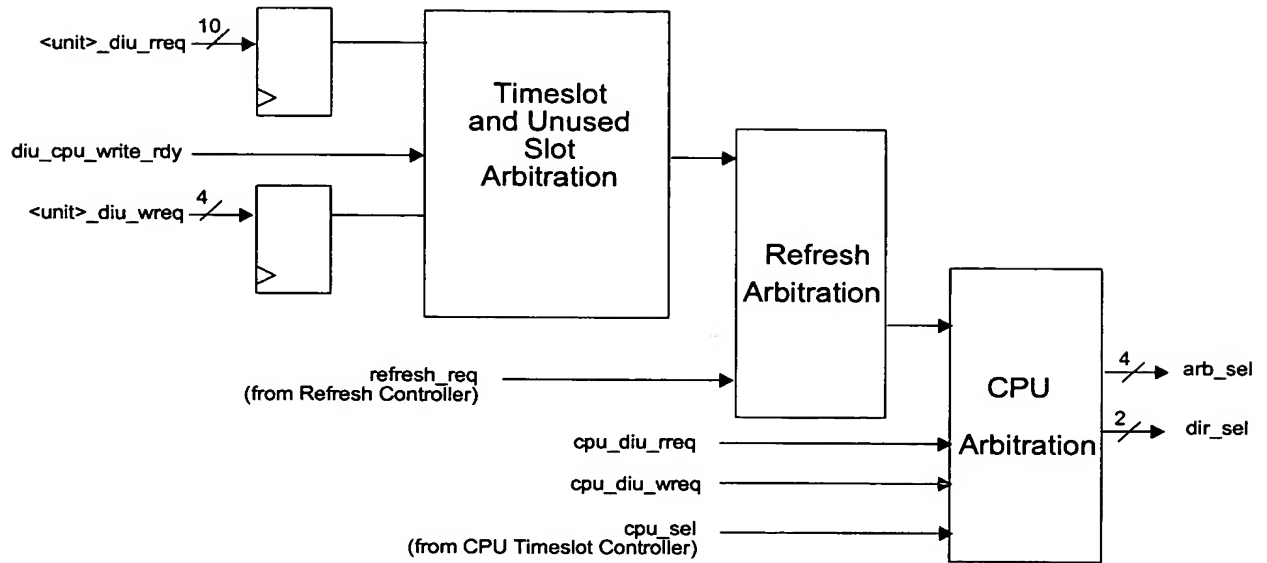 <unit>_diu_rreq
10
diu_cpu_write_rdy
<unit>_diu_wreq
4
Timeslot
and Unused
Slot
Arbitration
Refresh
Arbitration
refresh_req
(from Refresh Controller)
cpu_diu_rreq
cpu_diu_wreq
cpu_sel
(from CPU Timeslot Controller)
CPU
Arbitration
4
arb_sel
2
dir_sel